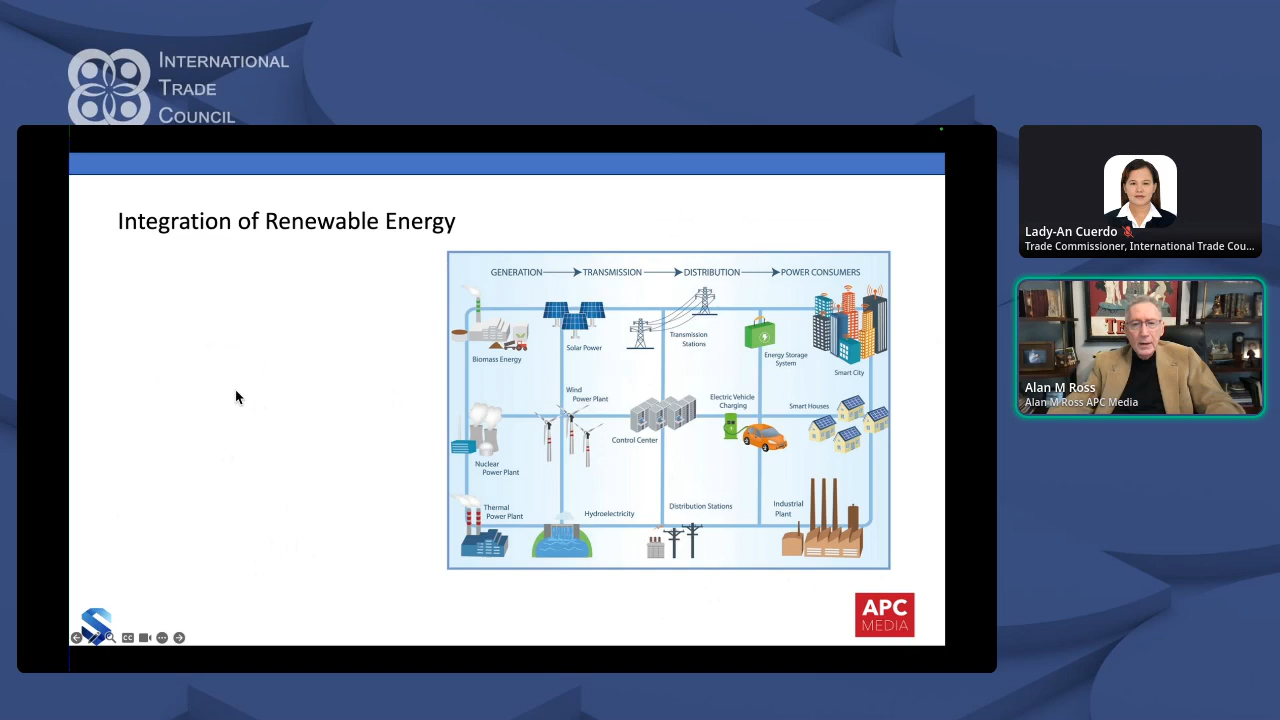 INTERNATIONAL
TRADE
COUNCIL
Integration of Renewable Energy
GENERATION
TRANSMISSION
DISTRIBUTION
POWER CONSUMERS
Biomass Energy
Solar Power
Transmission
Stations
Energy Storage
System
Smart City
Wind
Power Plant
Electric Vehicle
Charging
Smart Houses
Control Center
Nuclear
Power Plant
Thermal
Power Plant
Hydroelectricity
Distribution Stations
Industrial
Plant
APC
MEDIA
CC
Lady-An Cuerdo
Trade Commissioner, International Trade Cou...
Alan M Ross
Alan M Ross APC Media